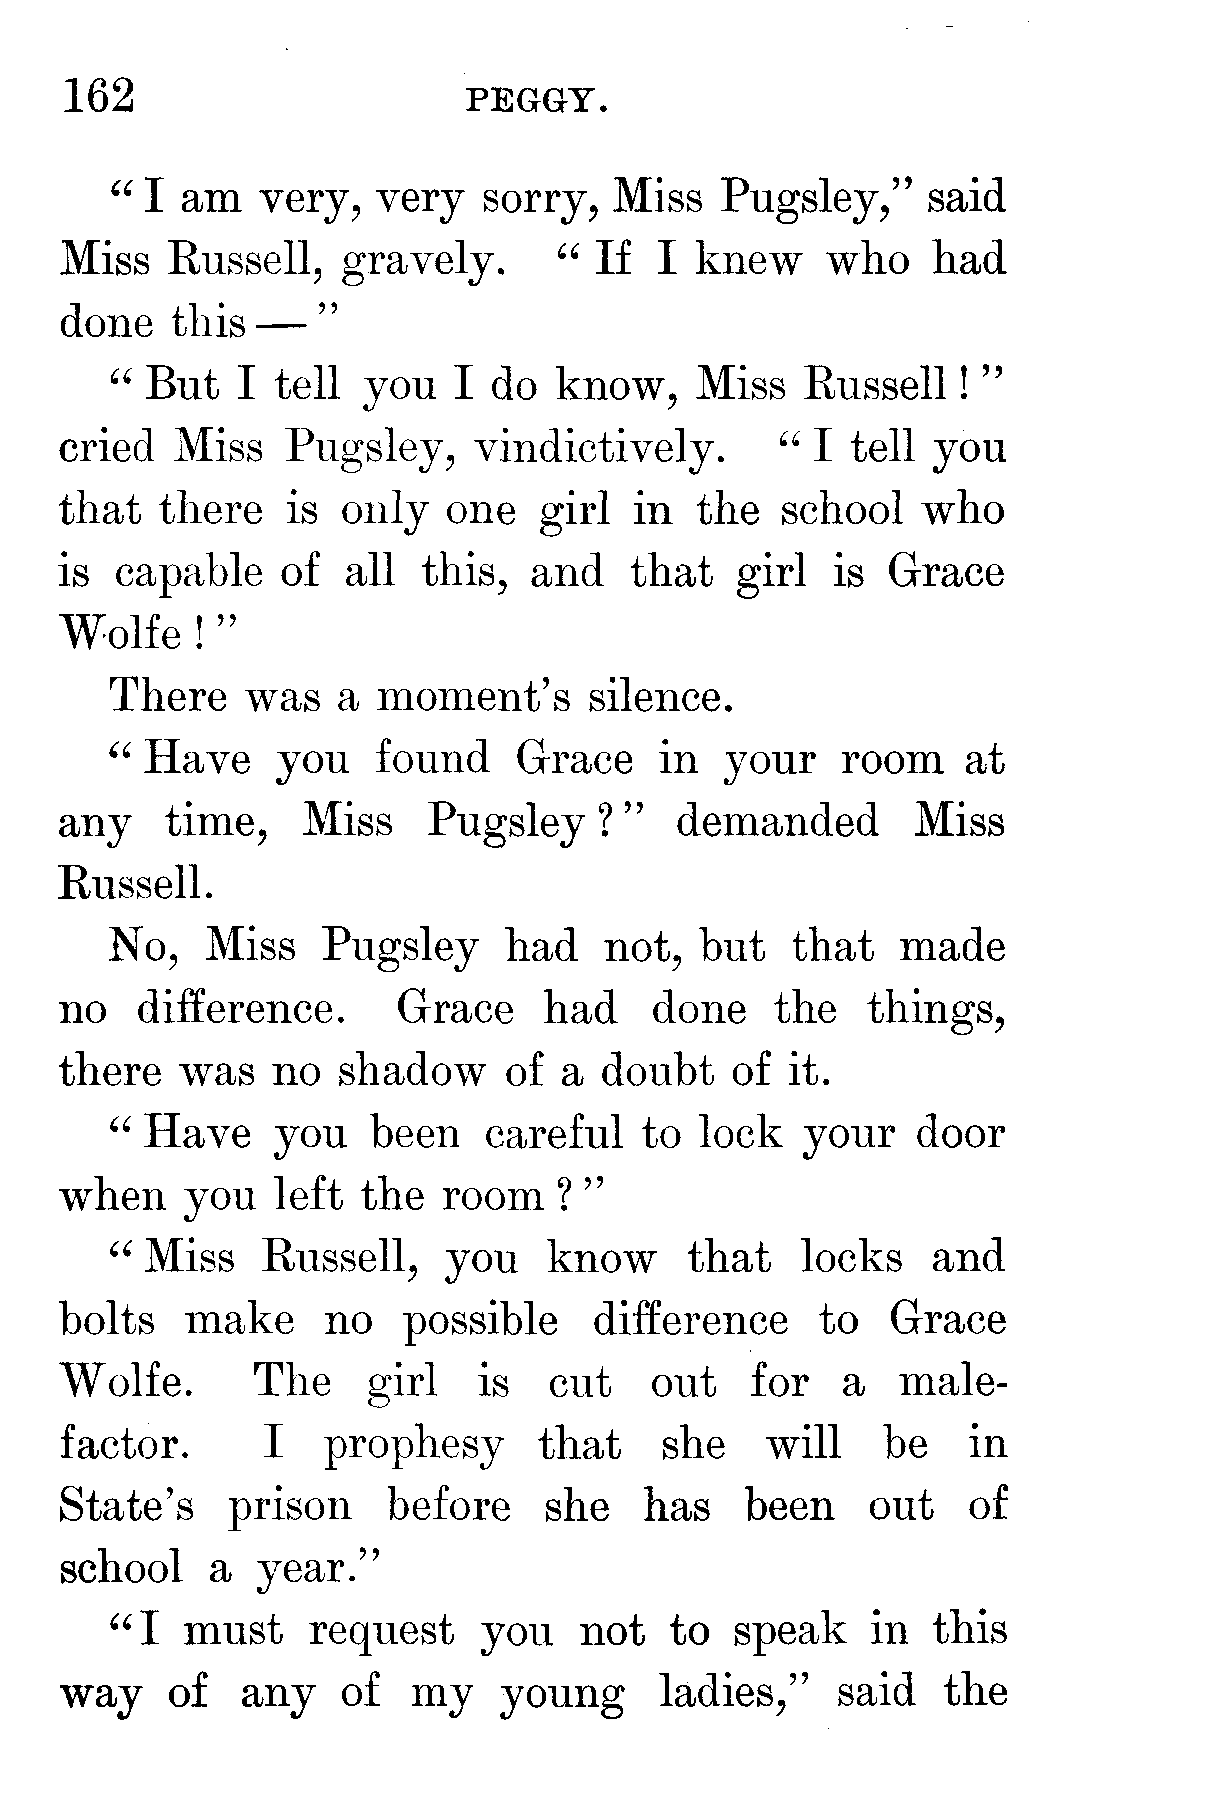 162 PEGGY.
“ I am very, very sorry, Miss Pugsley,” said
Miss Russell, gravely. “ If I knew who had
done this — ”
“ But I tell you I do know, Miss Russell ! ”
cried Miss Pugsley, vindictively. “ I tell you
that there is only one girl in the school who
is capable of all this, and that girl is Grace
Wolfe ! ”
There was a moment’s silence.
“ Have you found Grace in your room at
any time, Miss Pugsley ? ” demanded Miss
Russell.
No, Miss Pugsley had not, but that made
no difference. Grace had done the things,
there was no shadow of a doubt of it.
“ Have you been careful to lock your door
when you left the room ? ”
“ Miss Russell, you know that locks and
bolts make no possible difference to Grace
Wolfe. The girl is cut out for a male-
factor. I prophesy that she will be in
State’s prison before she has been out of
school a year.”
“ I must request you not to speak in this
way of any of my young ladies,” said the